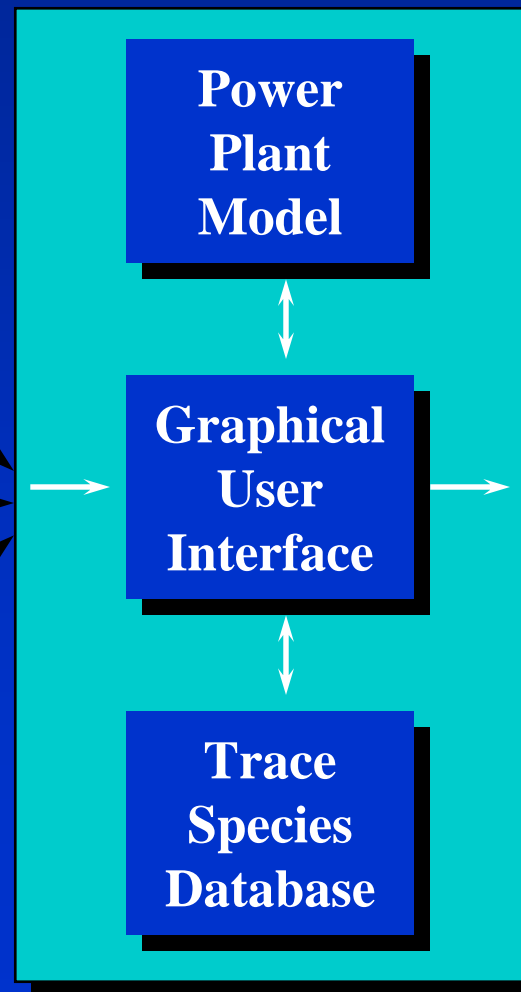 Power
Plant
Model
Graphical
User
Interface
Trace
Species
Database